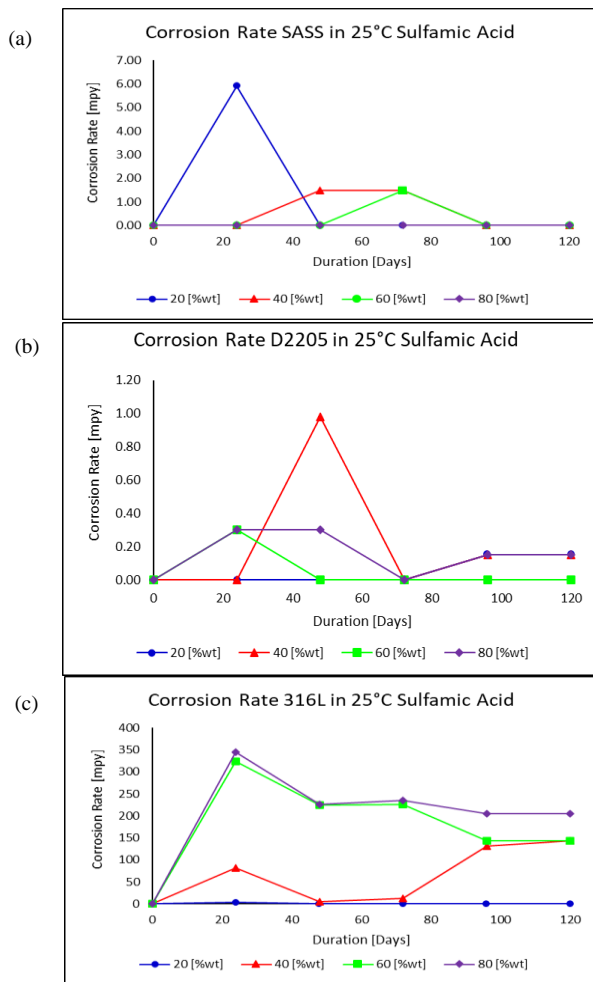 (a)
Corrosion Rate SASS in 25°C Sulfamic Acid
Corrosion Rate [mpy]
7.00
6.00
5.00
4.00
3.00
2.00
1.00
0.00
0 20 40 60 80 100 120
Duration [Days]
20 [%wt] 40 [%wt] 60 [%wt] 80 [%wt]
(b)
Corrosion Rate D2205 in 25°C Sulfamic Acid
Corrosion Rate [mpy]
1.20
1.00
0.80
0.60
0.40
0.20
0.00
0 20 40 60 80 100 120
Duration [Days]
20 [%wt] 40 [%wt] 60 [%wt] 80 [%wt]
(c)
Corrosion Rate 316L in 25°C Sulfamic Acid
Corrosion Rate [mpy]
400
350
300
250
200
150
100
50
0
0 20 40 60 80 100 120
Duration [Days]
20 [%wt] 40 [%wt] 60 [%wt] 80 [%wt]